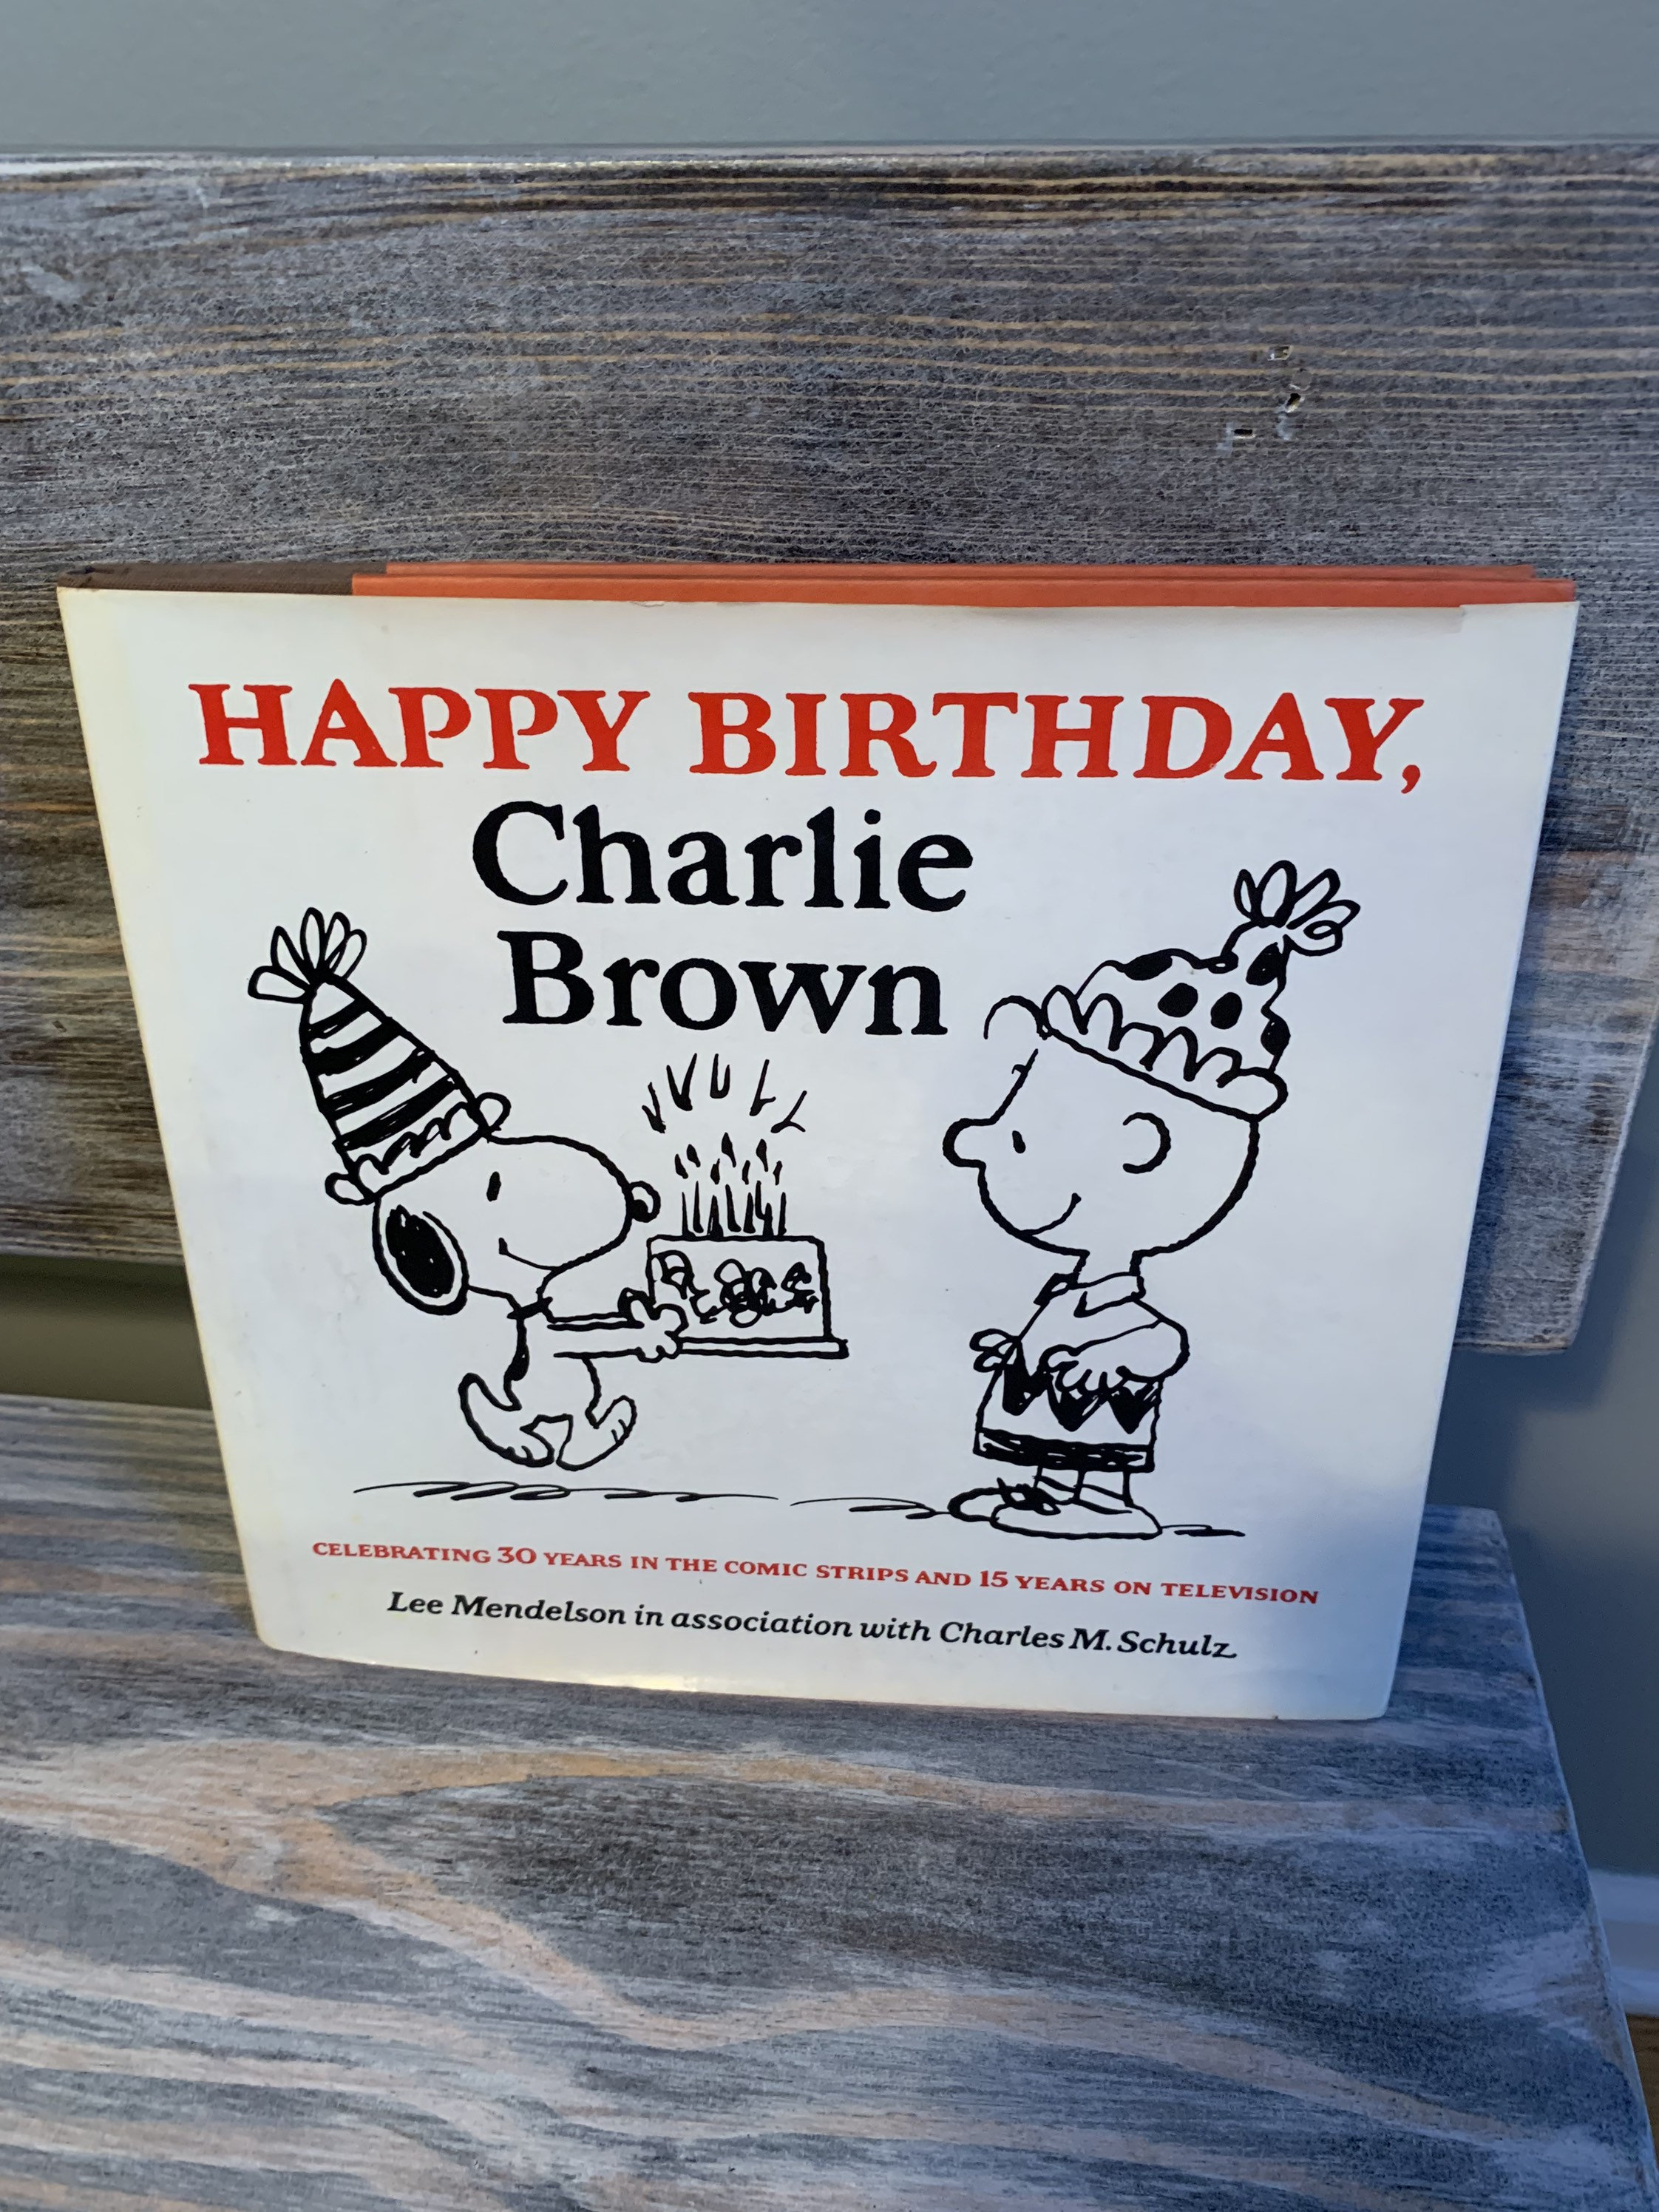 HAPPY BIRTHDAY,
Charlie
Brown
CELEBRATING 30 YEARS IN THE COMIC STRIPS AND 15 YEARS ON TELEVISION
Lee Mendelson in association with Charles M. Schulz